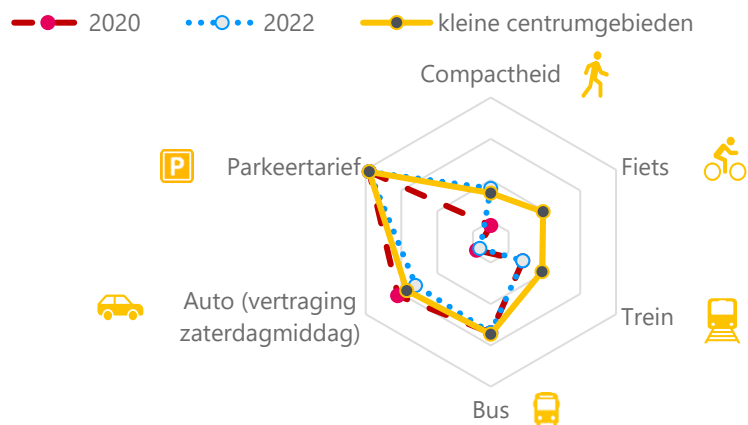 2020
2022
kleine centrumgebieden
Compactheid
P
Parkeertarief
Fiets
Auto (vertraging
zaterdagmiddag)
Trein
Bus